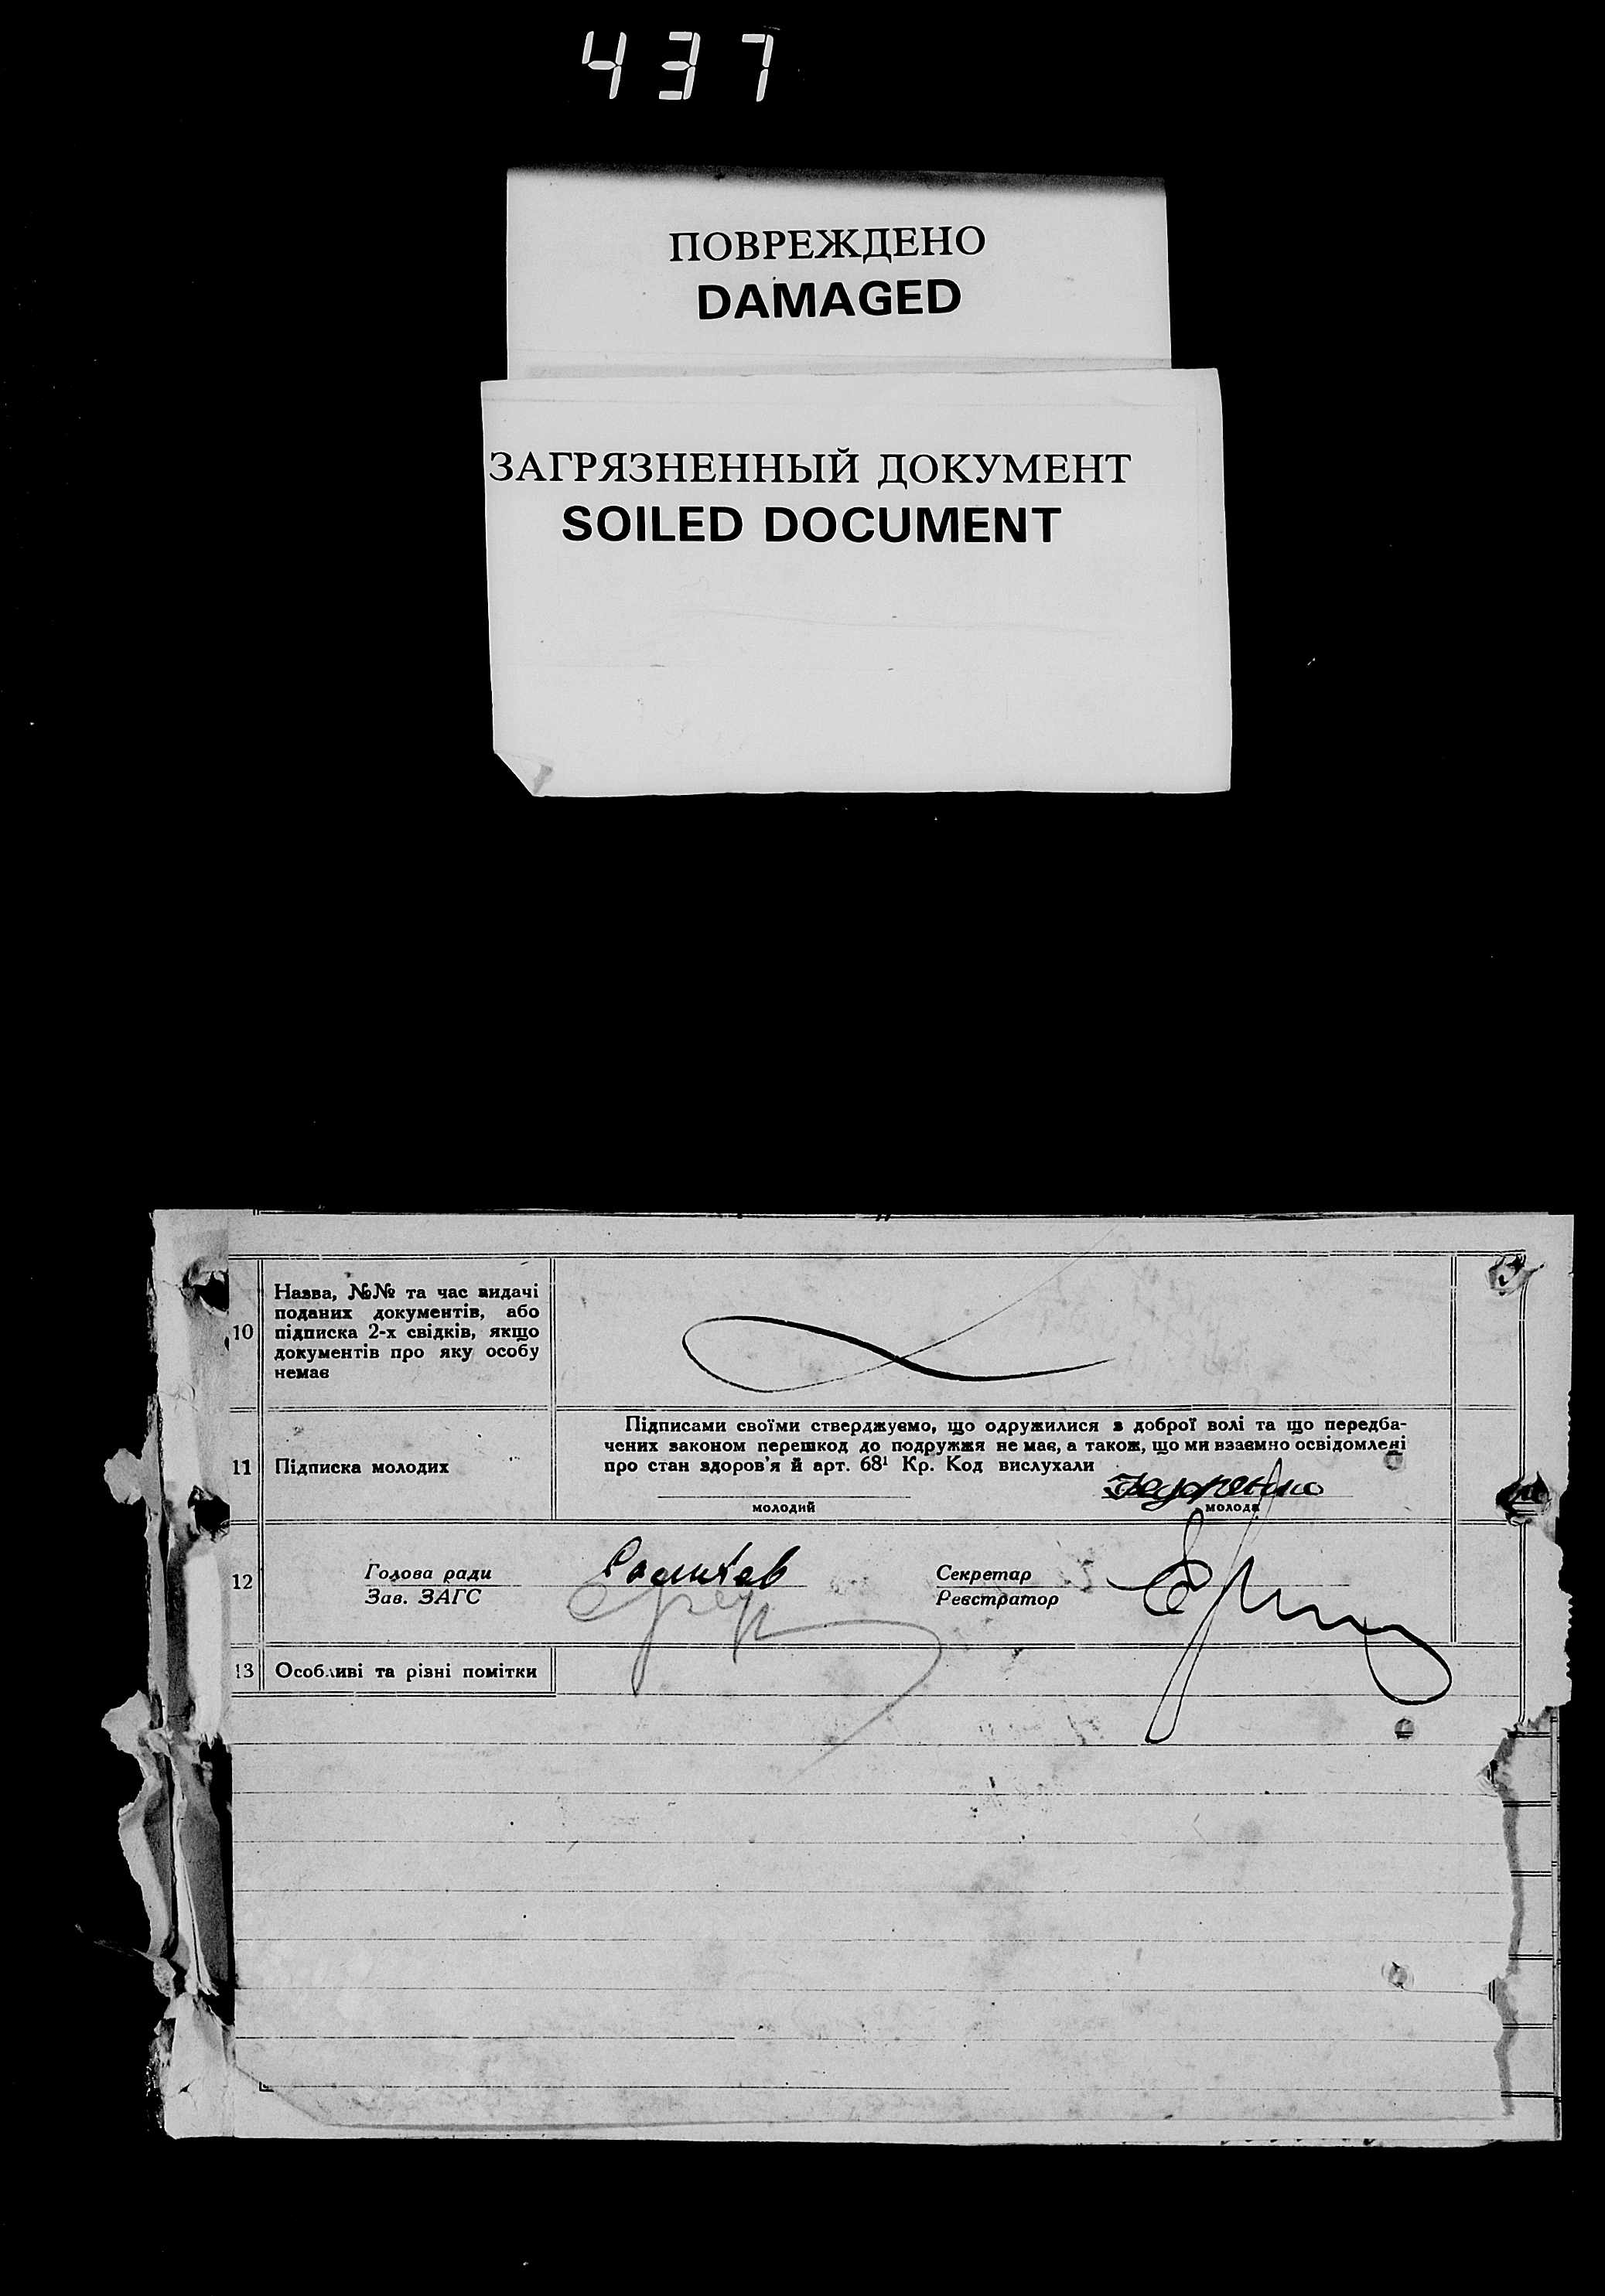 437
ПОВРЕЖДЕНО
DAMAGED
ЗАГРЯЗНЕННЫЙ ДОКУМЕНТ
SOILED DOCUMENT
10
Назва, №№ та час видачі
поданих документів, або
підписка 2-х свідків, якщо
документів про яку особу
немає
11
Підписка молодих
Підписами своїми стверджуємо, що одружилися з доброї волі та що передба-
чених законом перешкод до подружжя не має, а також, що ми взаємно освідомлені
про стан здоров'я й арт. 68¹ Кр. Код вислухали
молодий
молода
12
Голова ради
Зав. ЗАГС
Секретар
Реєстратор
13
Особливі та різні помітки